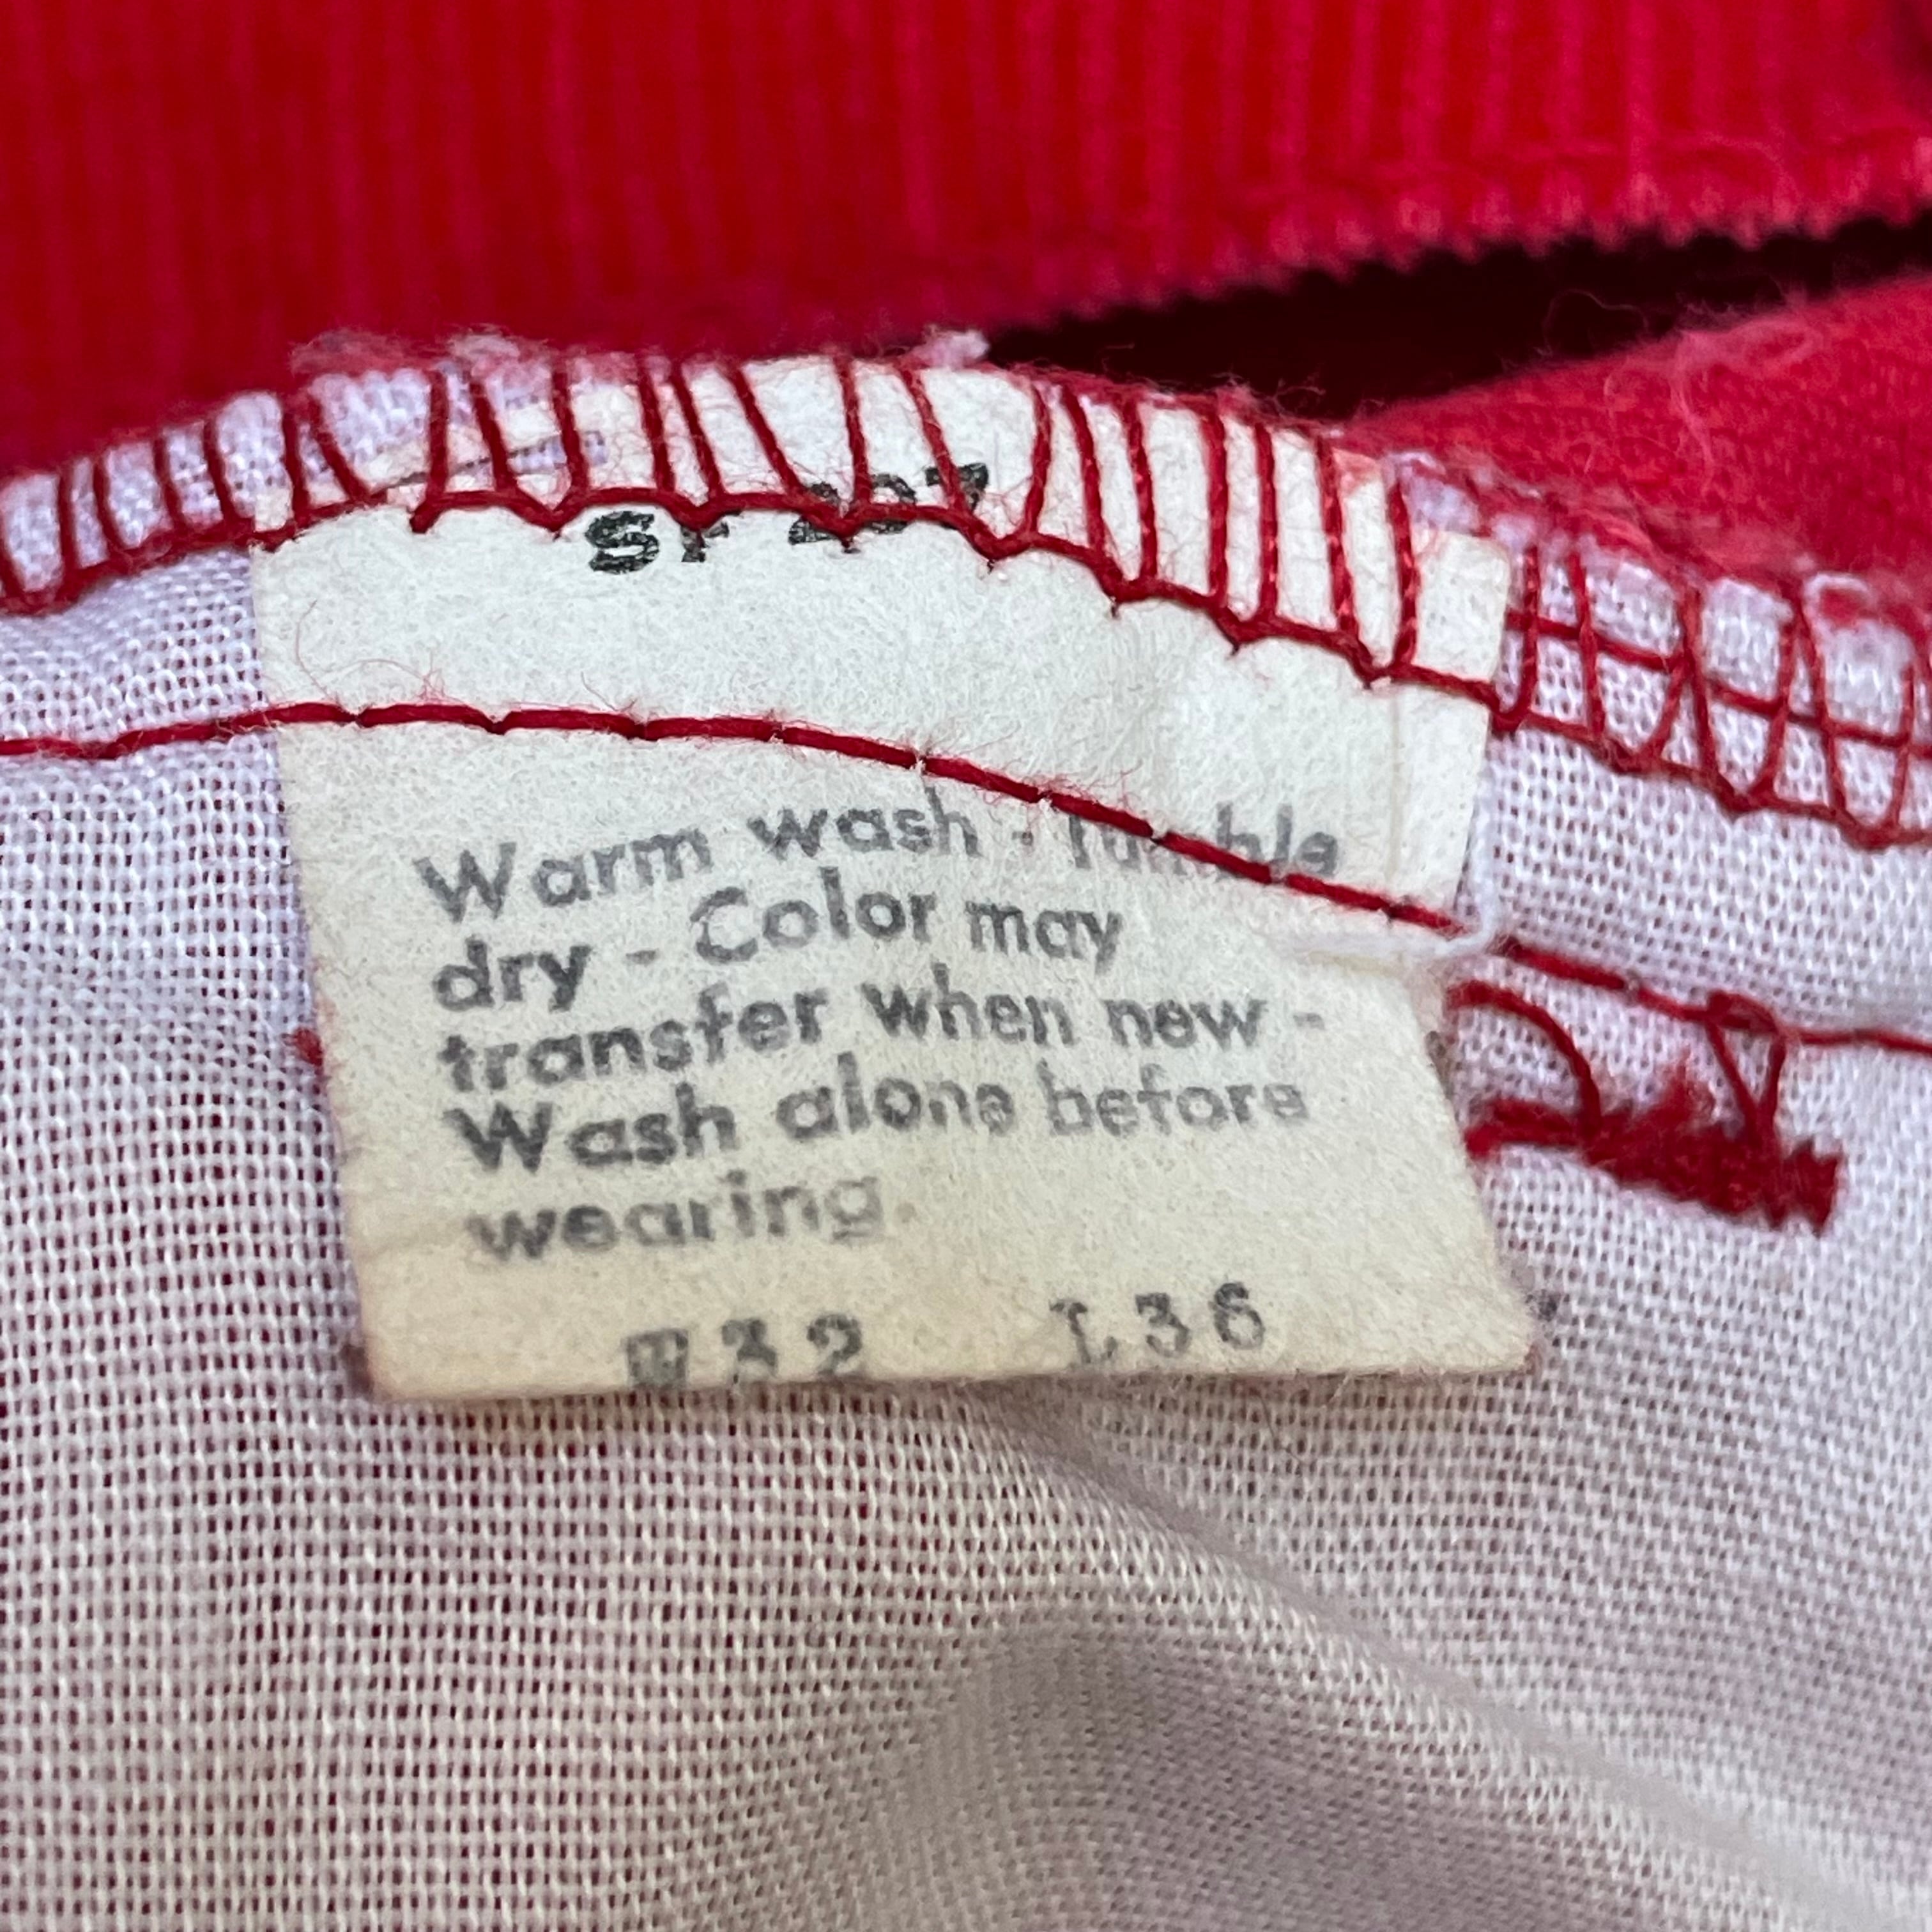 Warm wash - Tumble
dry - Color may
transfer when new -
Wash alone before
wearing.
W32 L36